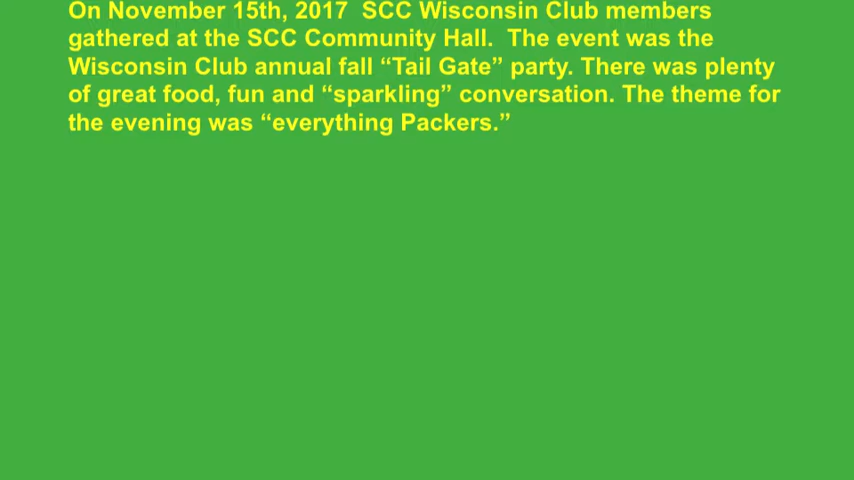 On November 15th, 2017  SCC Wisconsin Club members
gathered at the SCC Community Hall.  The event was the
Wisconsin Club annual fall “Tail Gate” party. There was plenty
of great food, fun and “sparkling” conversation. The theme for
the evening was “everything Packers.”